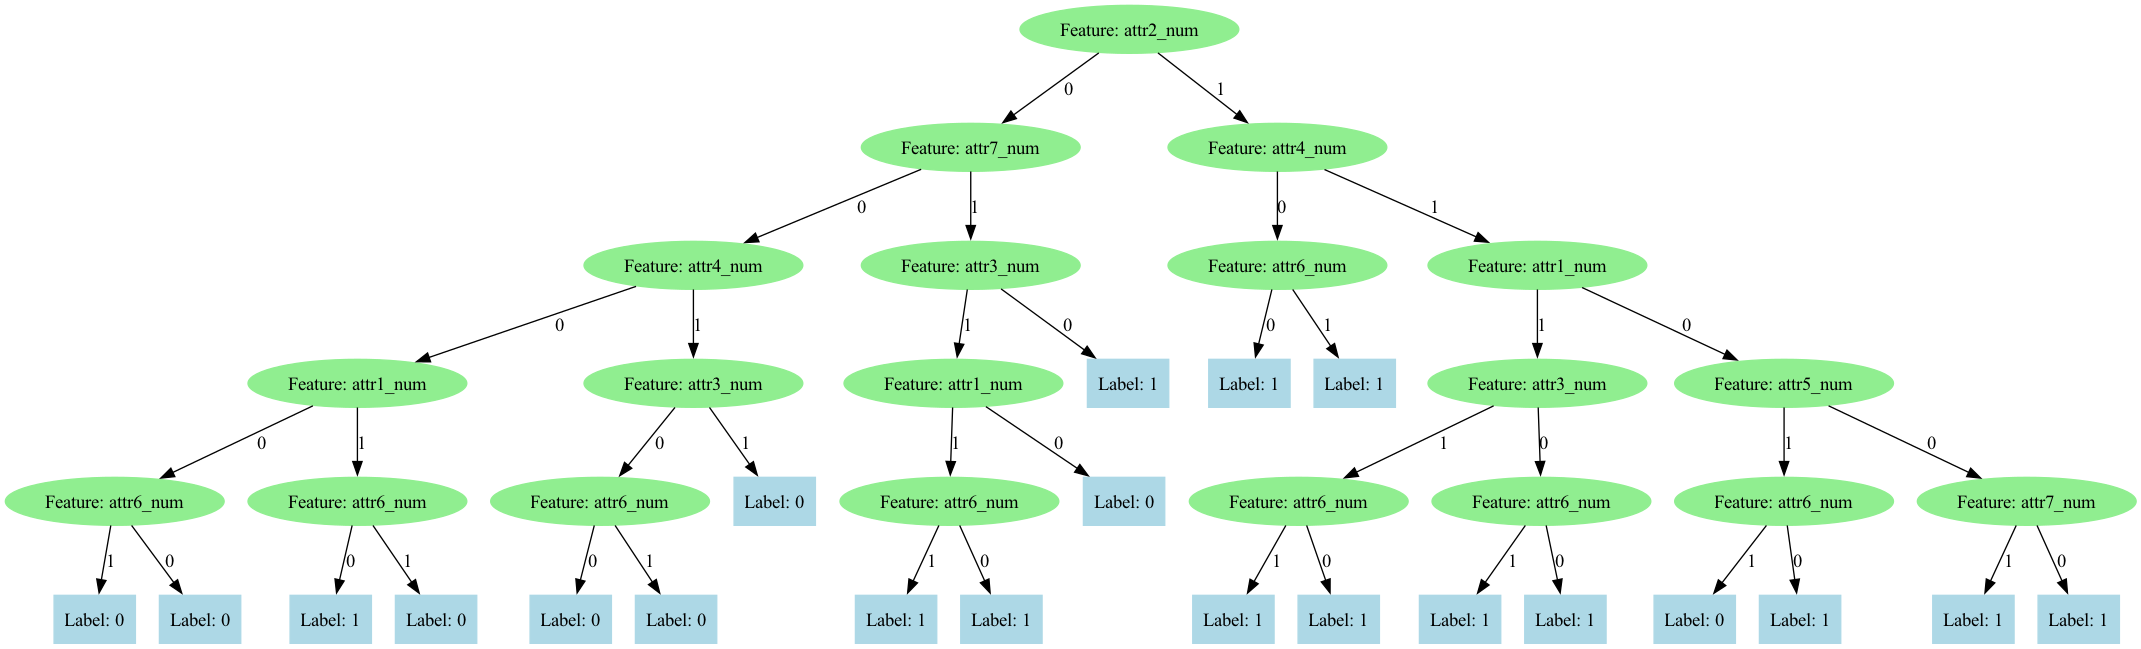 Feature: attr2_num
0
1
Feature: attr7_num
Feature: attr4_num
0
1
0
1
Feature: attr4_num
Feature: attr3_num
Feature: attr6_num
Feature: attr1_num
0
1
1
0
0
1
1
0
Feature: attr1_num
Feature: attr3_num
Feature: attr1_num
Label: 1
Label: 1
Label: 1
Feature: attr3_num
Feature: attr5_num
0
1
0
1
1
0
1
0
1
0
Feature: attr6_num
Feature: attr6_num
Feature: attr6_num
Label: 0
Feature: attr6_num
Label: 0
Feature: attr6_num
Feature: attr6_num
Feature: attr6_num
Feature: attr7_num
1
0
0
1
0
1
1
0
1
0
1
0
1
0
1
0
Label: 0
Label: 0
Label: 1
Label: 0
Label: 0
Label: 0
Label: 1
Label: 1
Label: 1
Label: 1
Label: 1
Label: 1
Label: 0
Label: 1
Label: 1
Label: 1